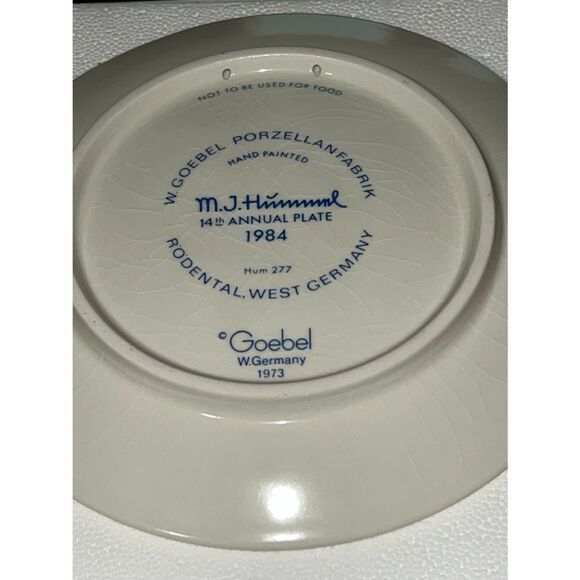 NOT TO BE USED FOR FOOD
W. GOEBEL PORZELLANFABRIK
HAND PAINTED
M.J. Hummel
14th ANNUAL PLATE
1984
Hum 277
RODENTAL, WEST GERMANY
©Goebel
W.Germany
1973